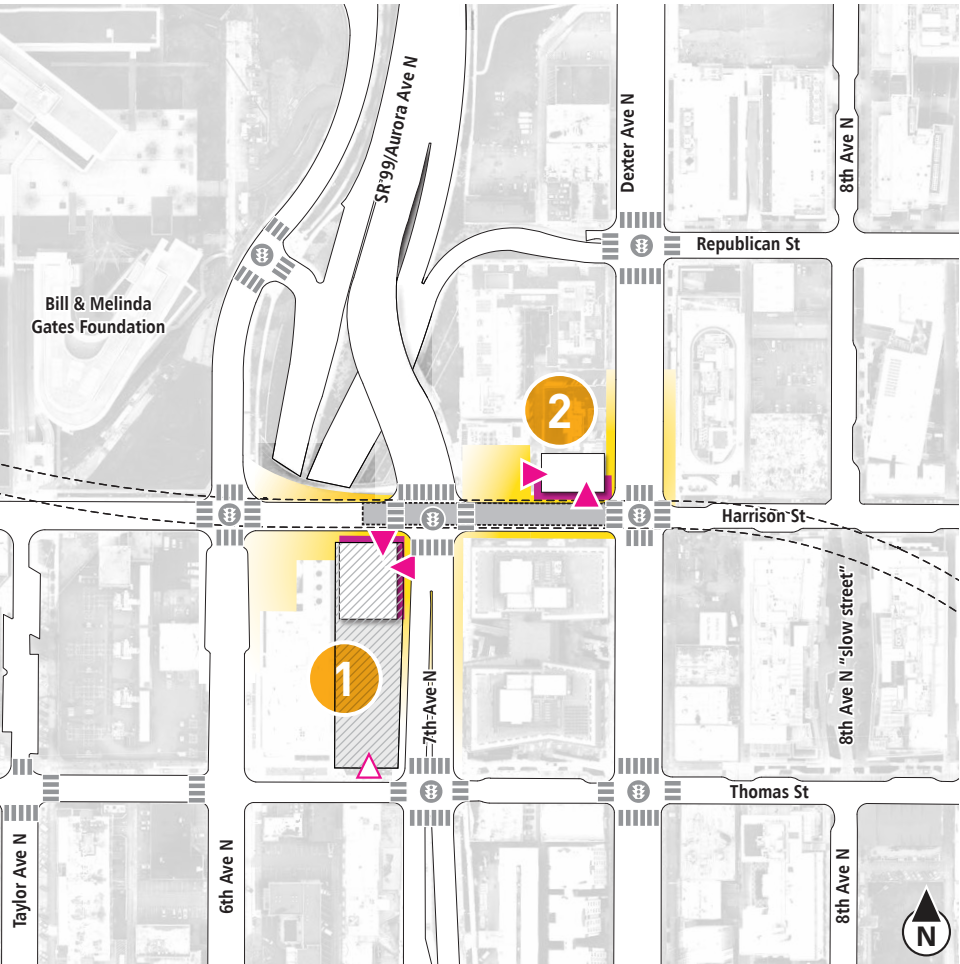 SR 99/Aurora Ave N
Dexter Ave N
8th Ave N
Republican St
Bill & Melinda
Gates Foundation
2
Harrison St
1
7th Ave N
8th Ave N "slow street"
Thomas St
Taylor Ave N
6th Ave N
8th Ave N
N